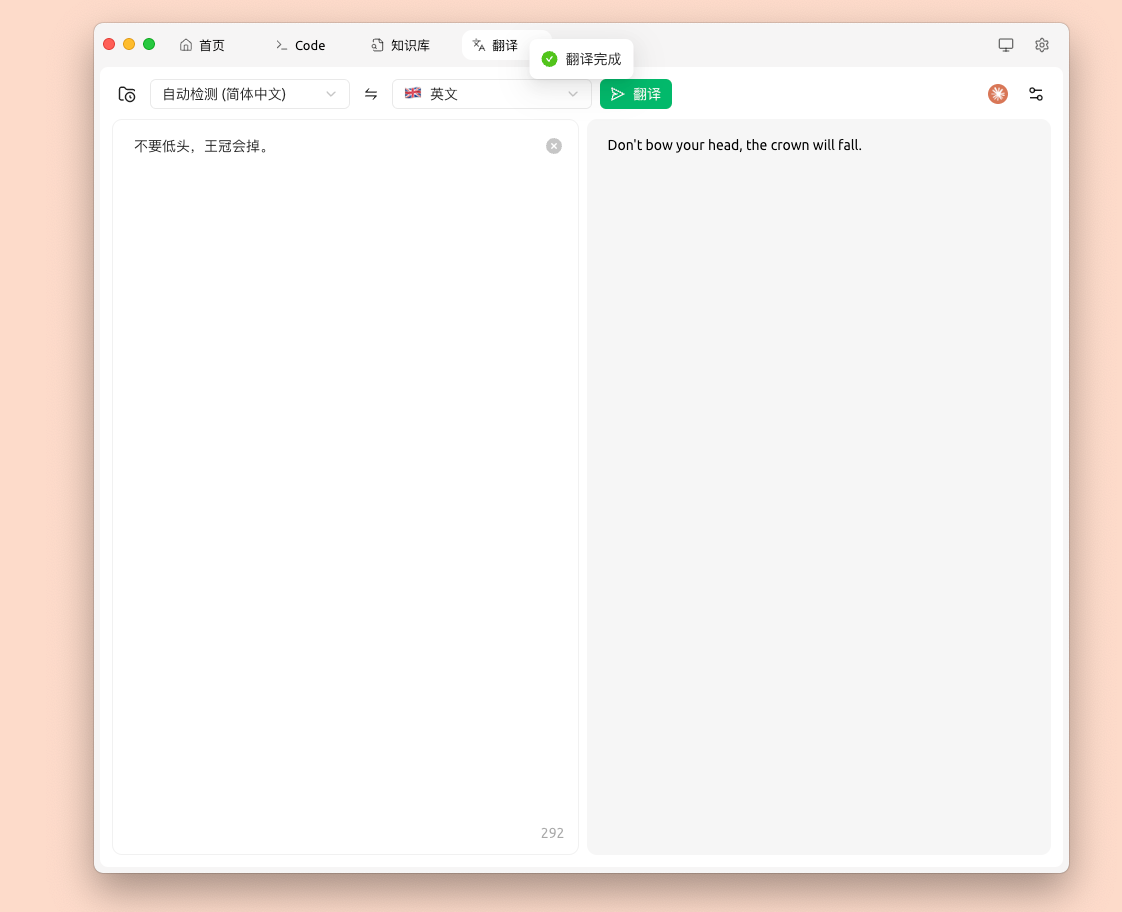 首页
Code
知识库
翻译
翻译完成
自动检测 (简体中文)
英文
翻译
不要低头，王冠会掉。
Don't bow your head, the crown will fall.
292